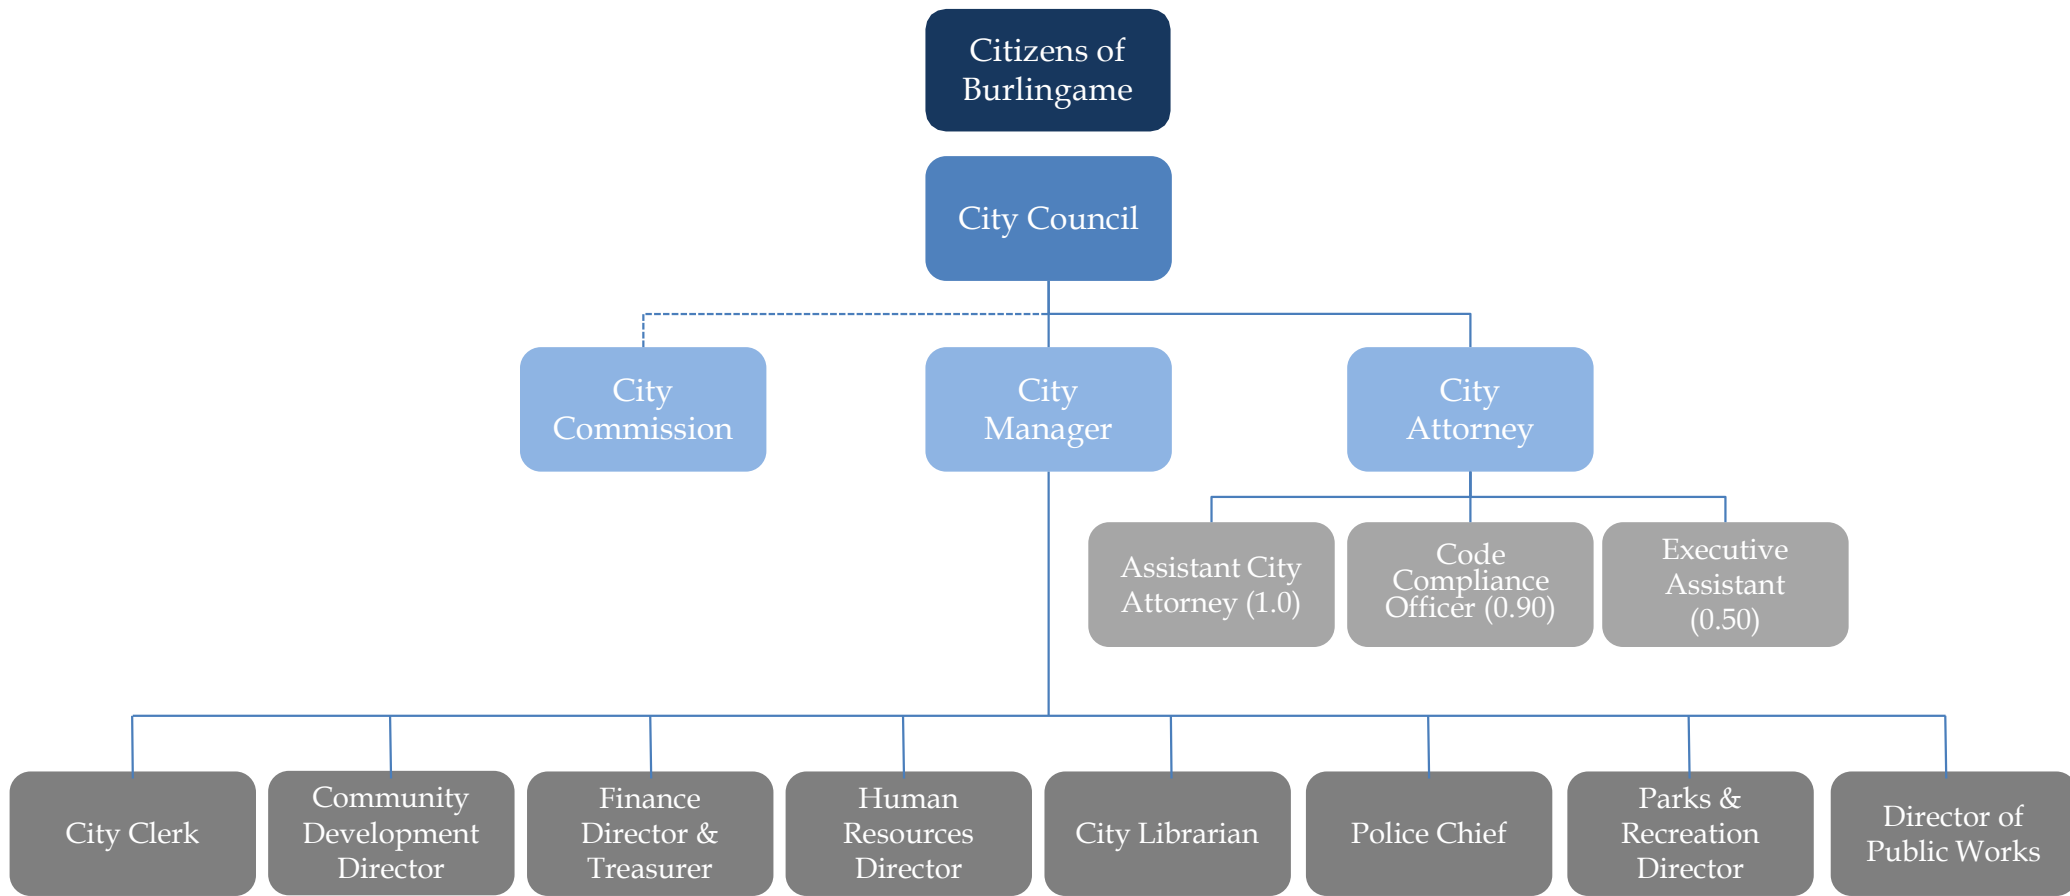 Citizens of
Burlingame
City Council
City
Commission
City
Manager
City
Attorney
Assistant City
Attorney (1.0)
Code
Compliance
Officer (0.90)
Executive
Assistant
(0.50)
City Clerk
Community
Development
Director
Finance
Director &
Treasurer
Human
Resources
Director
City Librarian
Police Chief
Parks &
Recreation
Director
Director of
Public Works